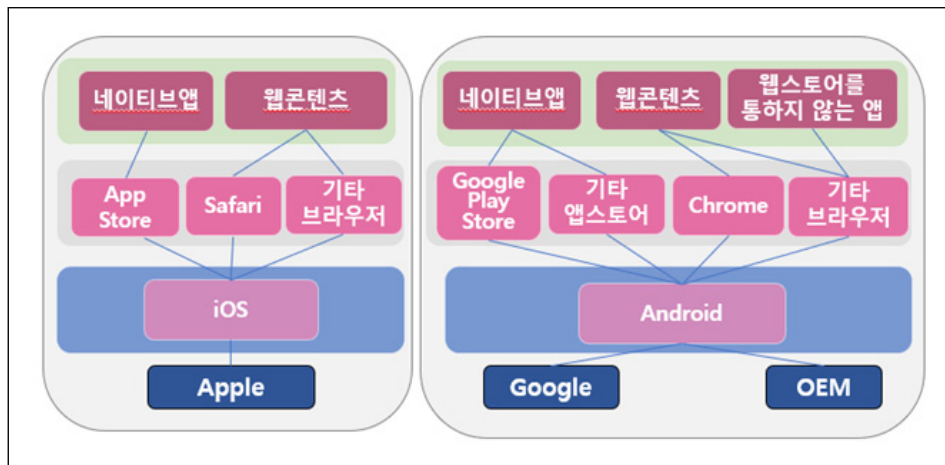 네이티브앱
웹콘텐츠
App
Store
Safari
기타
브라우저
iOS
Apple
네이티브앱
웹콘텐츠
웹스토어를
통하지 않는 앱
Google
Play
Store
기타
앱스토어
Chrome
기타
브라우저
Android
Google
OEM